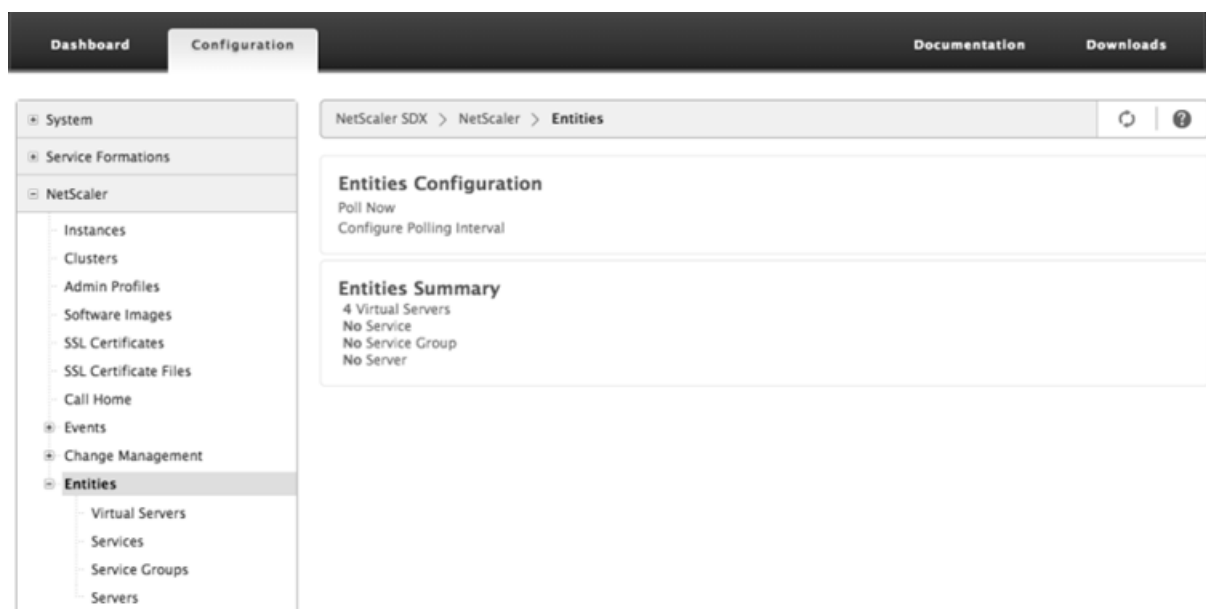 Dashboard
Configuration
Documentation
Downloads
System
Service Formations
NetScaler
Instances
Clusters
Admin Profiles
Software Images
SSL Certificates
SSL Certificate Files
Call Home
Events
Change Management
Entities
Virtual Servers
Services
Service Groups
Servers
NetScaler SDX > NetScaler > Entities
Entities Configuration
Poll Now
Configure Polling Interval
Entities Summary
4 Virtual Servers
No Service
No Service Group
No Server